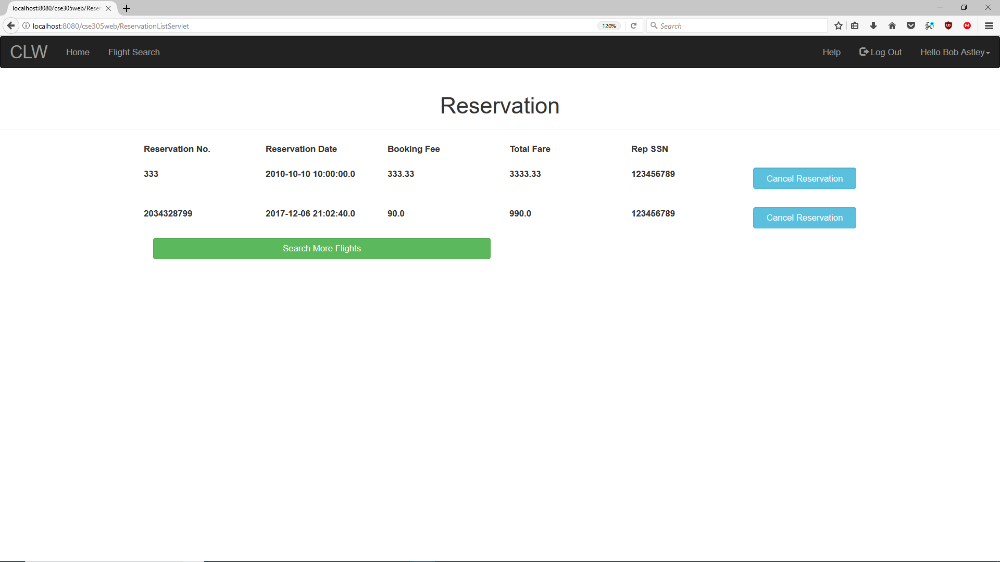 localhost:8080/cse305web/Reser
localhost:8080/cse305web/ReservationListServlet 120% Search
CLW Home Flight Search Help Log Out Hello Bob Astley
Reservation
Reservation No. Reservation Date Booking Fee Total Fare Rep SSN
333 2010-10-10 10:00:00.0 333.33 3333.33 123456789 Cancel Reservation
2034328799 2017-12-06 21:02:40.0 90.0 990.0 123456789 Cancel Reservation
Search More Flights